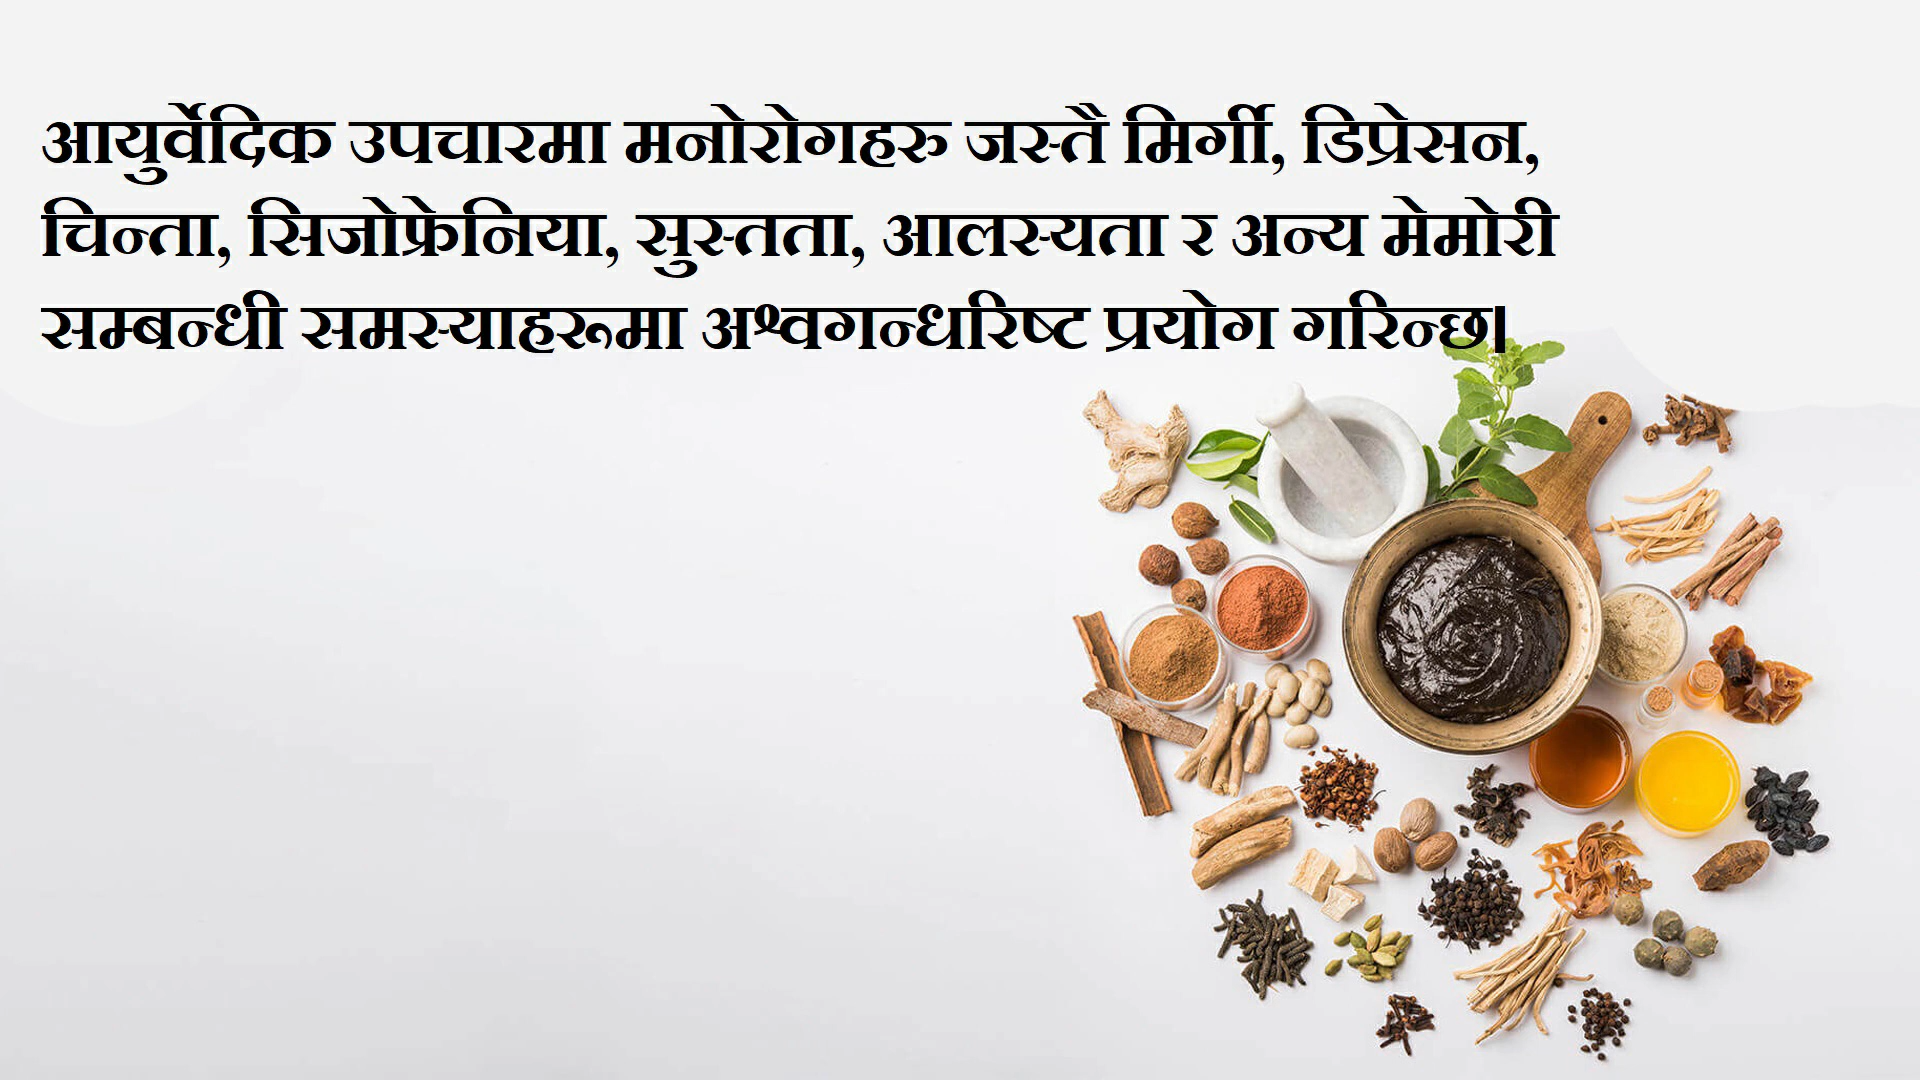 आयुर्वेदिक उपचारमा मनोरोगहरु जस्तै मिर्गी, डिप्रेसन,
चिन्ता, सिजोफ्रेनिया, सुस्तता, आलस्यता र अन्य मेमोरी
सम्बन्धी समस्याहरूमा अश्वगन्धरिष्ट प्रयोग गरिन्छ।